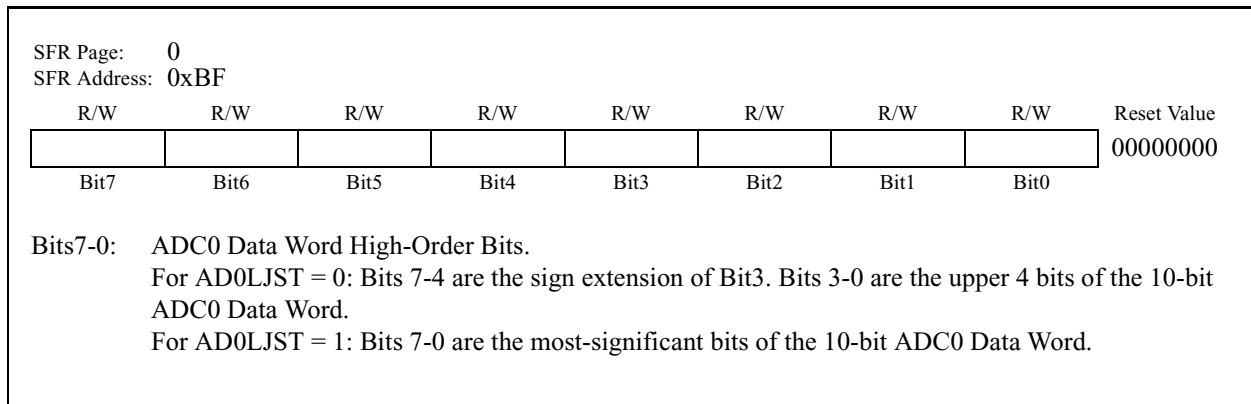 SFR Page: 0
SFR Address: 0xBF
R/W R/W R/W R/W R/W R/W R/W R/W Reset Value
00000000
Bit7 Bit6 Bit5 Bit4 Bit3 Bit2 Bit1 Bit0
Bits7-0: ADC0 Data Word High-Order Bits.
For AD0LJST = 0: Bits 7-4 are the sign extension of Bit3. Bits 3-0 are the upper 4 bits of the 10-bit
ADC0 Data Word.
For AD0LJST = 1: Bits 7-0 are the most-significant bits of the 10-bit ADC0 Data Word.